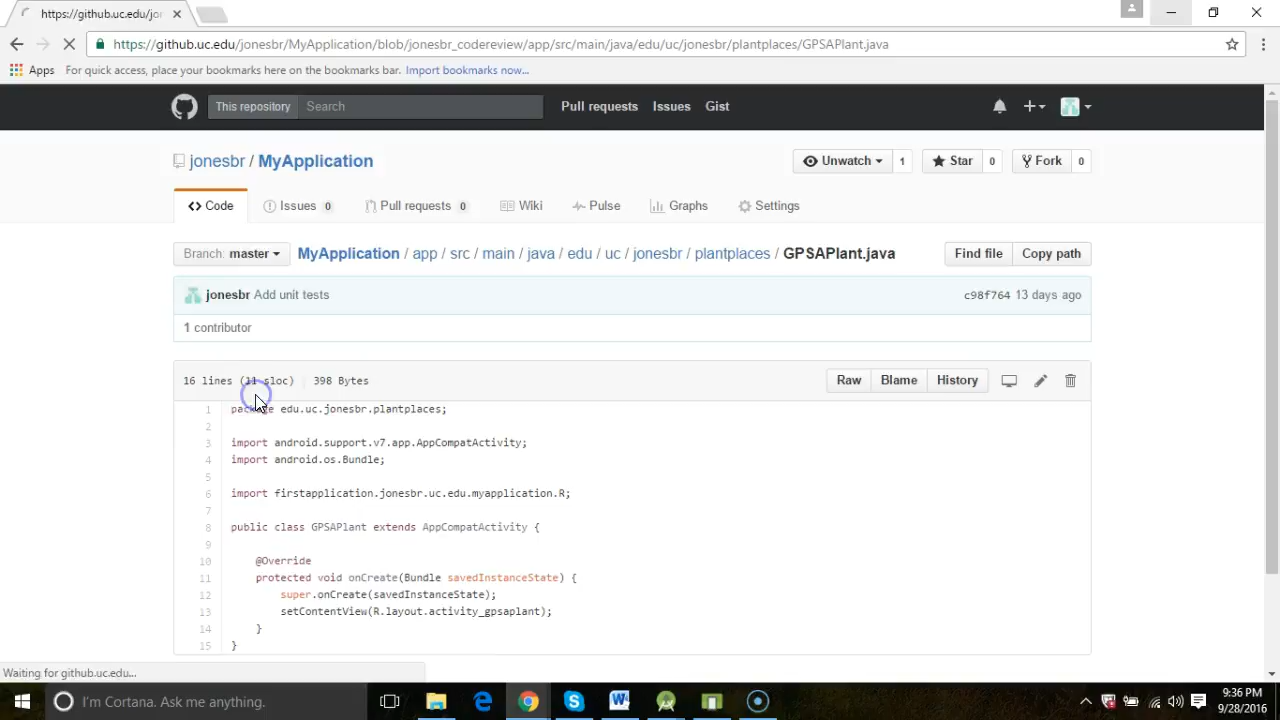 https://github.uc.edu/jor
https://github.uc.edu/jonesbr/MyApplication/blob/jonesbr_codereview/app/src/main/java/edu/uc/jonesbr/plantplaces/GPSAPlant.java
Apps For quick access, place your bookmarks here on the bookmarks bar. Import bookmarks now...
This repository Search Pull requests Issues Gist
jonesbr / MyApplication Unwatch 1 Star 0 Fork 0
Code Issues 0 Pull requests 0 Wiki Pulse Graphs Settings
Branch: master MyApplication / app / src / main / java / edu / uc / jonesbr / plantplaces / GPSAPlant.java Find file Copy path
jonesbr Add unit tests c98f764 13 days ago
1 contributor
16 lines (11 sloc) 398 Bytes Raw Blame History
1 package edu.uc.jonesbr.plantplaces;
2
3 import android.support.v7.app.AppCompatActivity;
4 import android.os.Bundle;
5
6 import firstapplication.jonesbr.uc.edu.myapplication.R;
7
8 public class GPSAPlant extends AppCompatActivity {
9
10 @Override
11 protected void onCreate(Bundle savedInstanceState) {
12 super.onCreate(savedInstanceState);
13 setContentView(R.layout.activity_gpsaplant);
14 }
15 }
Waiting for github.uc.edu...
I'm Cortana. Ask me anything.
9:36 PM
9/28/2016